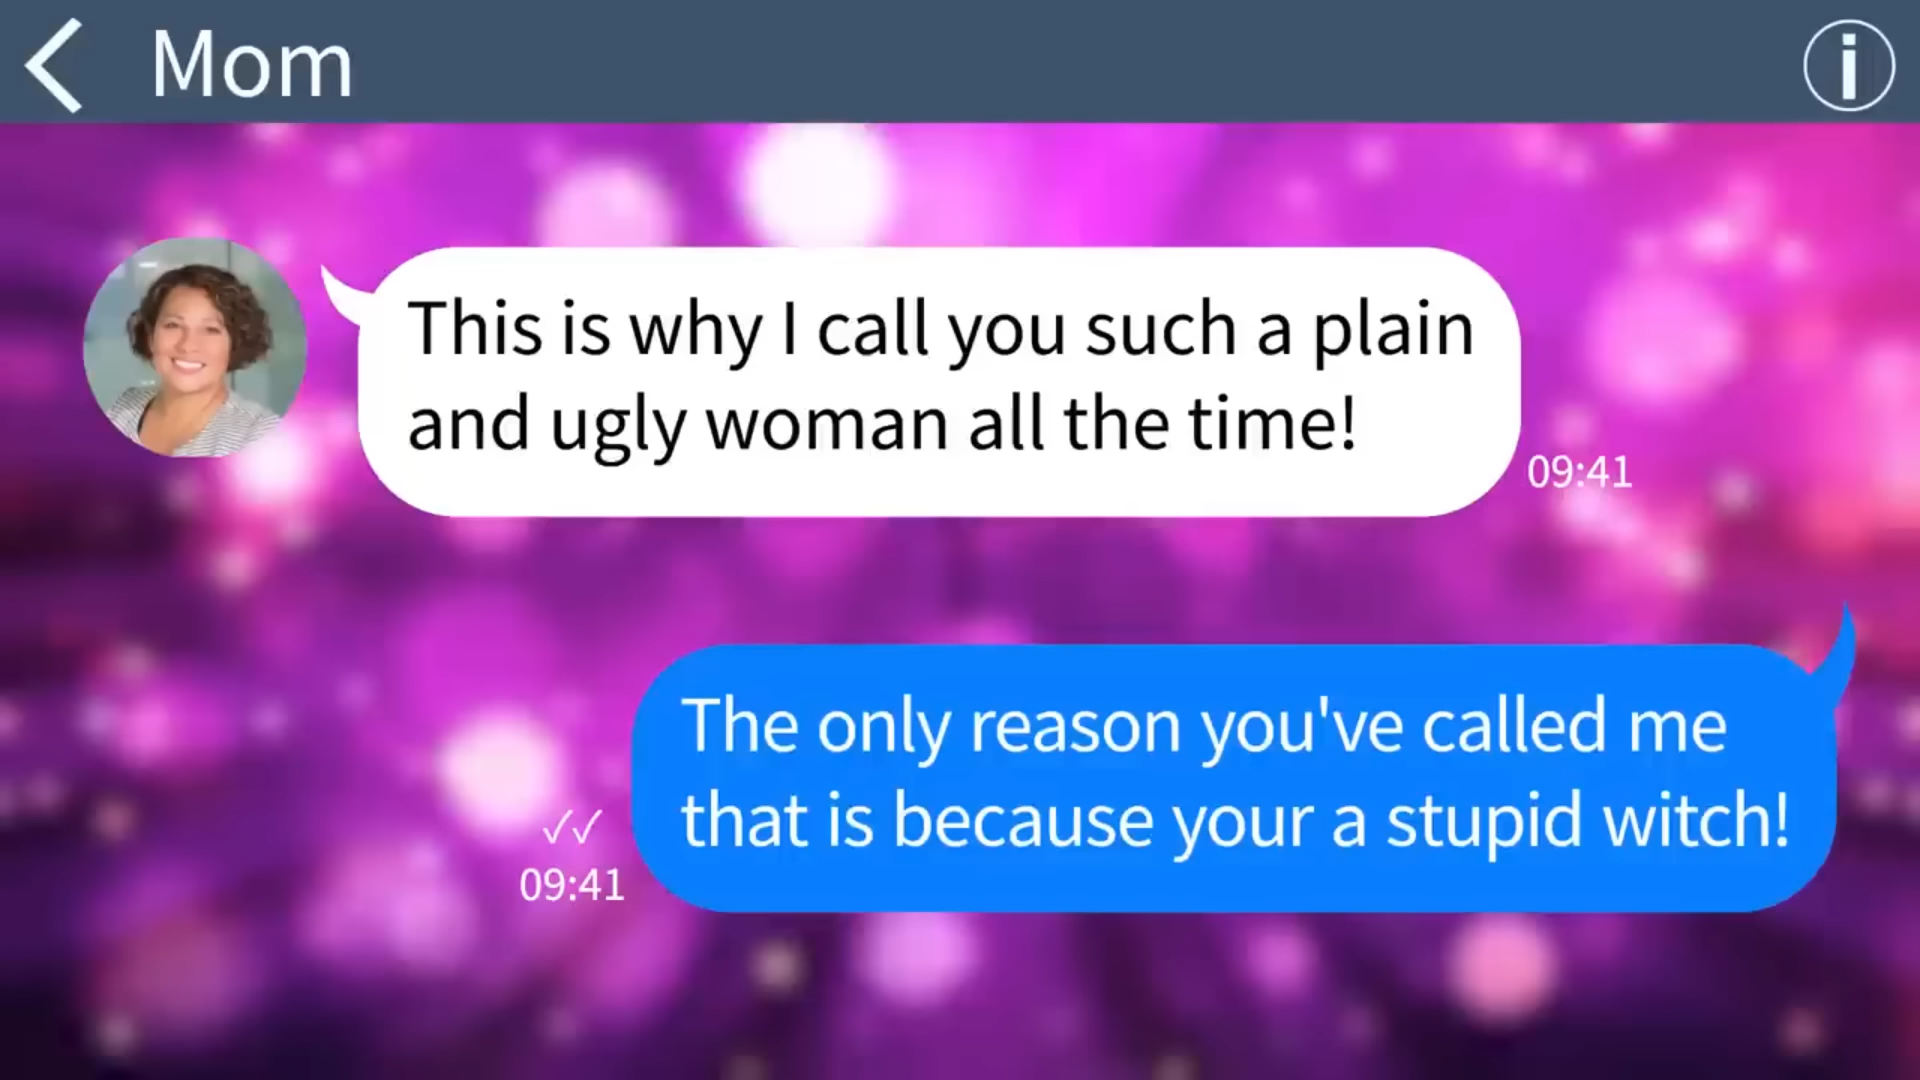 Mom
This is why I call you such a plain
and ugly woman all the time!
09:41
The only reason you've called me
that is because your a stupid witch!
09:41